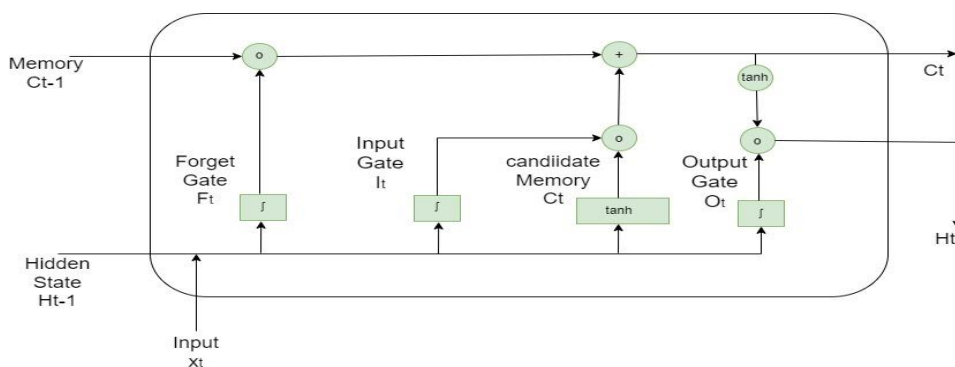 Memory
Ct-1
o
+
Ct
tanh
Forget
Gate
Ft
Input
Gate
It
o
candiidate
Memory
Ct
Output
Gate
Ot
o
∫
∫
tanh
∫
Hidden
State
Ht-1
Ht
Input
xt